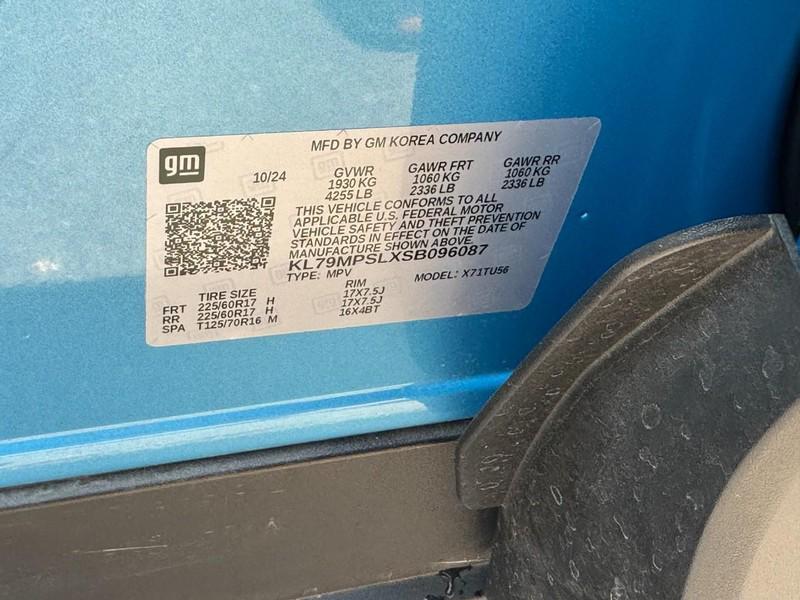 gm
MFD BY GM KOREA COMPANY
10/24 GVWR GAWR FRT GAWR RR
1930 KG 1060 KG 1060 KG
4255 LB 2336 LB 2336 LB
THIS VEHICLE CONFORMS TO ALL
APPLICABLE U.S. FEDERAL MOTOR
VEHICLE SAFETY AND THEFT PREVENTION
STANDARDS IN EFFECT ON THE DATE OF
MANUFACTURE SHOWN ABOVE.
KL79MPSLXSB096087
TYPE: MPV MODEL: X71TU56
TIRE SIZE RIM
FRT 225/60R17 H 17X7.5J
RR 225/60R17 H 17X7.5J
SPA T125/70R16 M 16X4BT